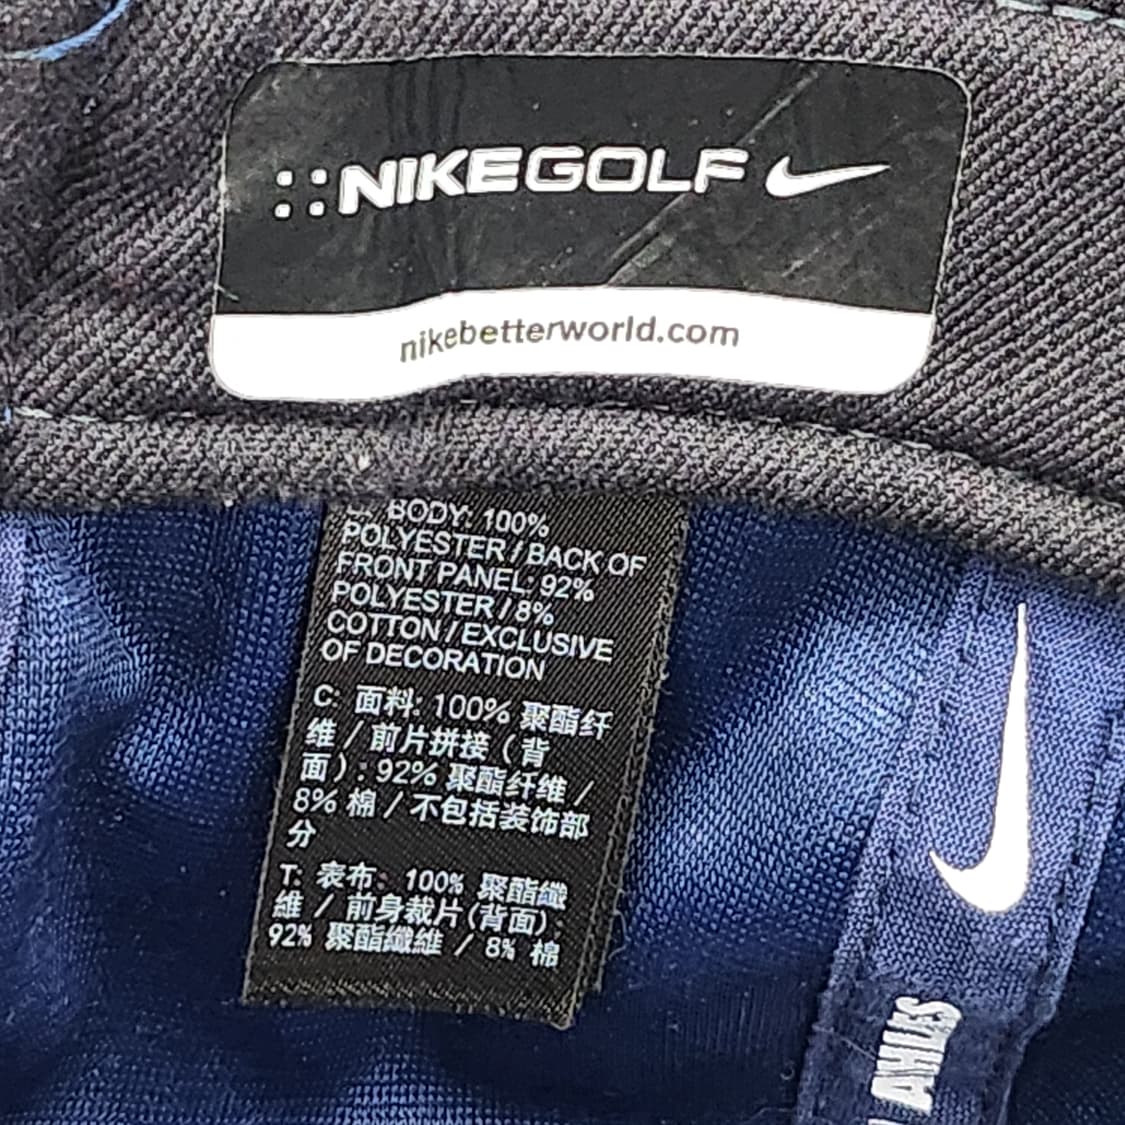 NIKEGOLF
nikebetterworld.com
BODY: 100%
POLYESTER / BACK OF
FRONT PANEL: 92%
POLYESTER / 8%
COTTON / EXCLUSIVE
OF DECORATION
C: 面料: 100% 聚酯纤
维 / 前片拼接 (背
面) : 92% 聚酯纤维 /
8% 棉 / 不包括装饰部
分
T: 表布: 100% 聚酯纖
維 / 前身裁片(背面):
92% 聚酯纖維 / 8% 棉